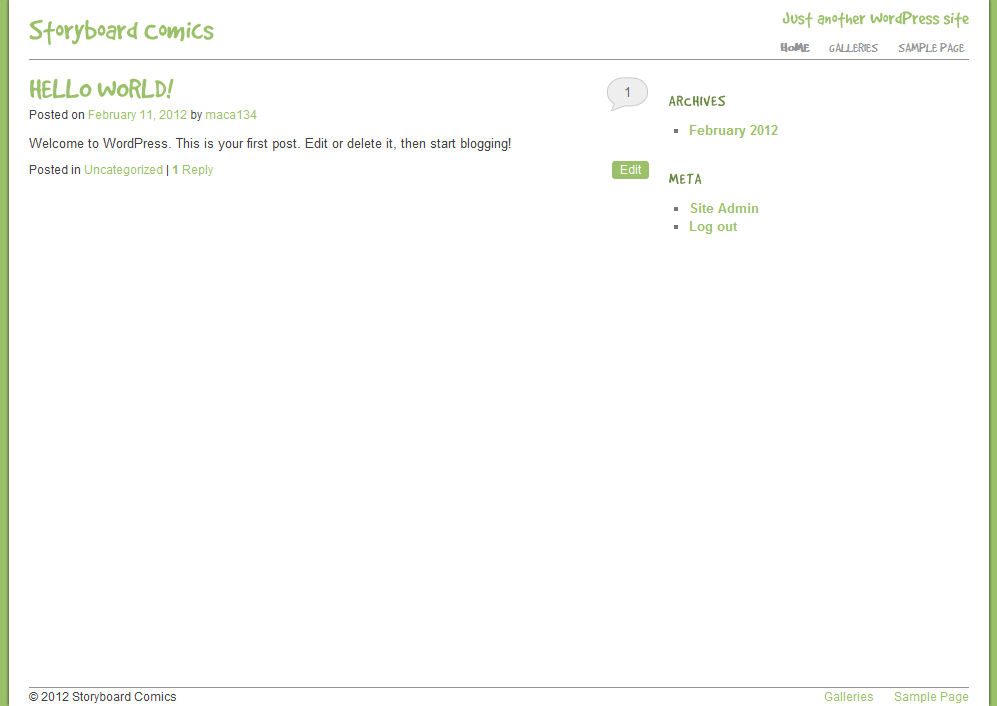 Storyboard Comics
Just another WordPress site
HOME GALLERIES SAMPLE PAGE
HELLO WORLD!
1
Posted on February 11, 2012 by maca134
Welcome to WordPress. This is your first post. Edit or delete it, then start blogging!
Posted in Uncategorized | 1 Reply
Edit
ARCHIVES
February 2012
META
Site Admin
Log out
© 2012 Storyboard Comics
Galleries Sample Page